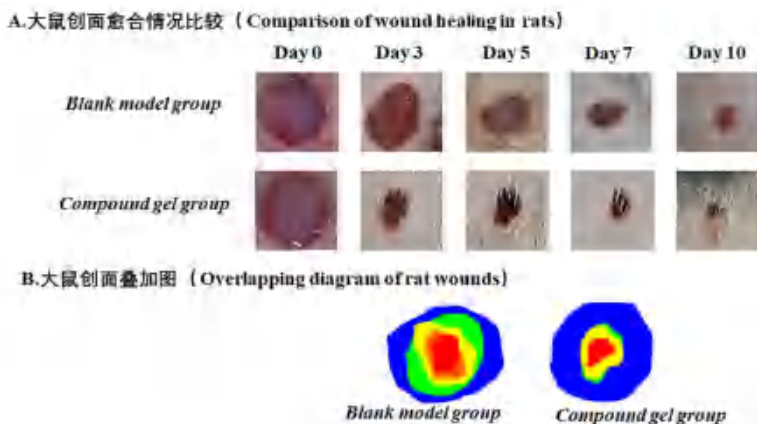 A.大鼠创面愈合情况比较（Comparison of wound healing in rats）
Day 0 Day 3 Day 5 Day 7 Day 10
Blank model group
Compound gel group
B.大鼠创面叠加图（Overlapping diagram of rat wounds）
Blank model group Compound gel group